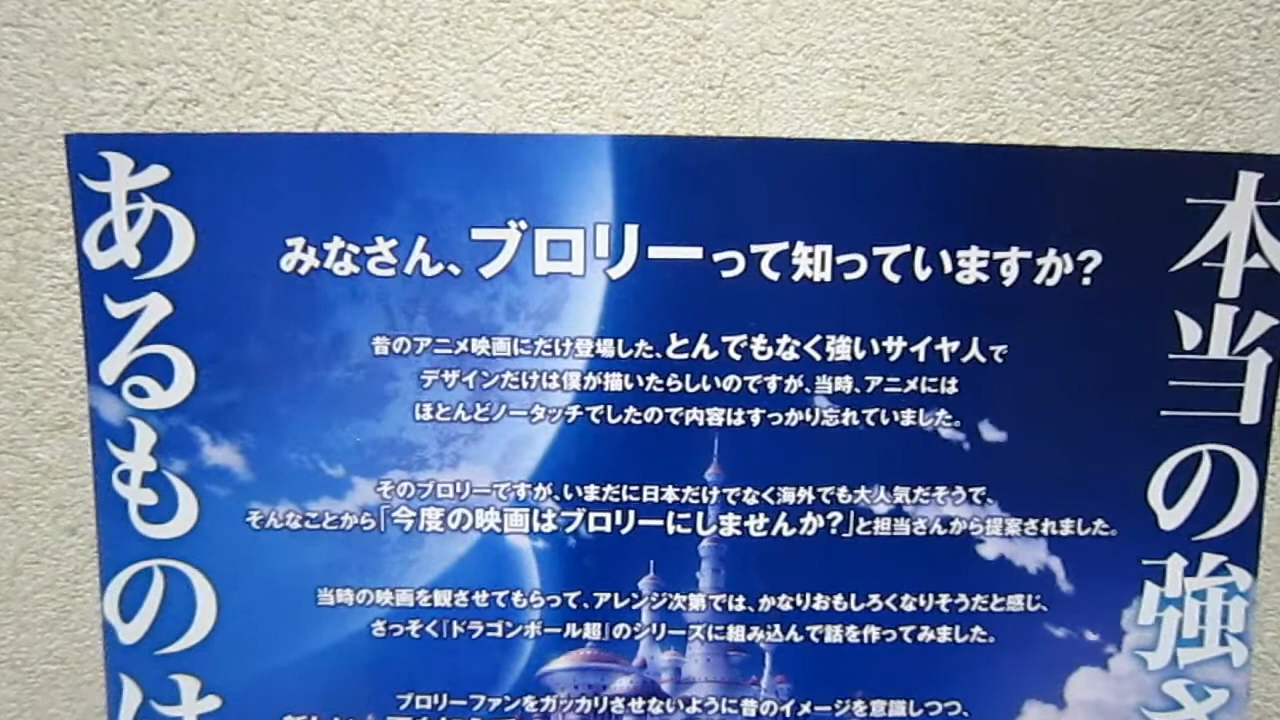 本当の強さ
みなさん、ブロリーって知っていますか?
昔のアニメ映画にだけ登場した、とんでもなく強いサイヤ人で
デザインだけは僕が描いたらしいのですが、当時、アニメには
ほとんどノータッチでしたので内容はすっかり忘れていました。
そのブロリーですが、いまだに日本だけでなく海外でも大人気だそうで、
そんなことから「今度の映画はブロリーにしませんか?」と担当さんから提案されました。
当時の映画を観させてもらって、アレンジ次第では、かなりおもしろくなりそうだと感じ、
さっそく『ドラゴンボール超』のシリーズに組み込んで話を作ってみました。
ブロリーファンをガッカリさせないように昔のイメージを意識しつつ、
あるもののは